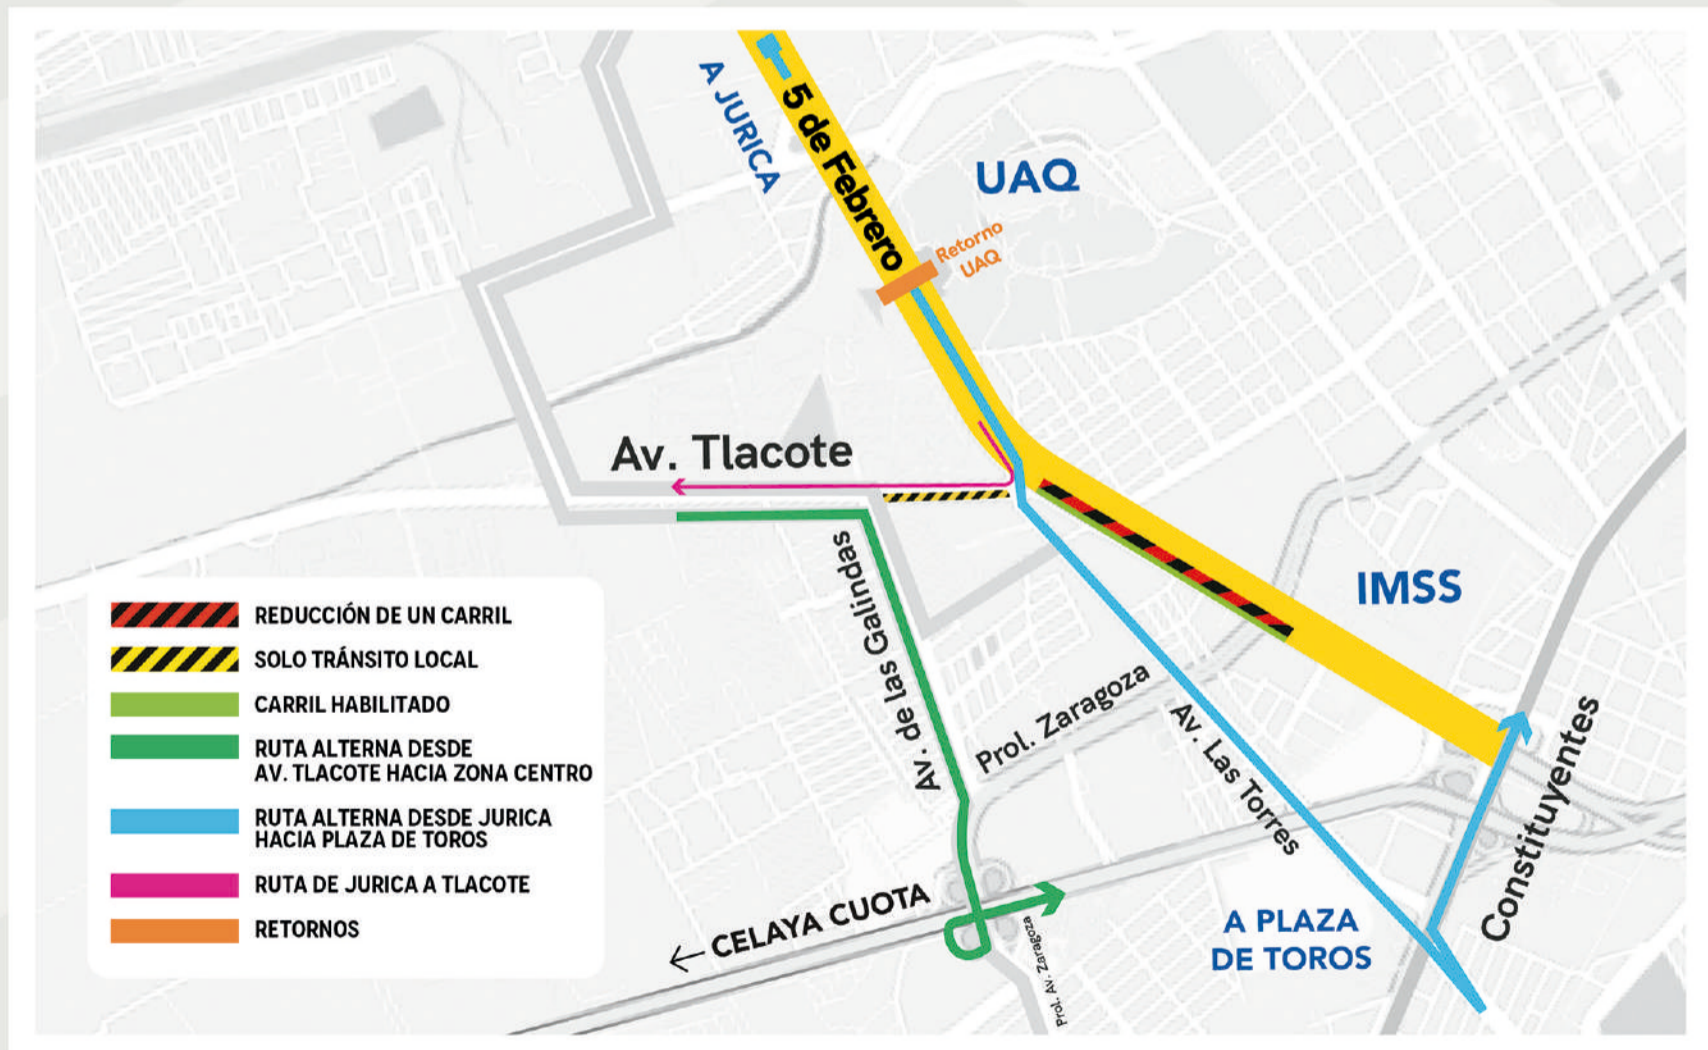 A JURICA
5 de Febrero
UAQ
Retorno
UAQ
Av. Tlacote
IMSS
Av. de las Galindas
Prol. Zaragoza
Av. Las Torres
Constituyentes
CELAYA CUOTA
Prol. Av. Zaragoza
A PLAZA
DE TOROS
REDUCCIÓN DE UN CARRIL
SOLO TRÁNSITO LOCAL
CARRIL HABILITADO
RUTA ALTERNA DESDE
AV. TLACOTE HACIA ZONA CENTRO
RUTA ALTERNA DESDE JURICA
HACIA PLAZA DE TOROS
RUTA DE JURICA A TLACOTE
RETORNOS